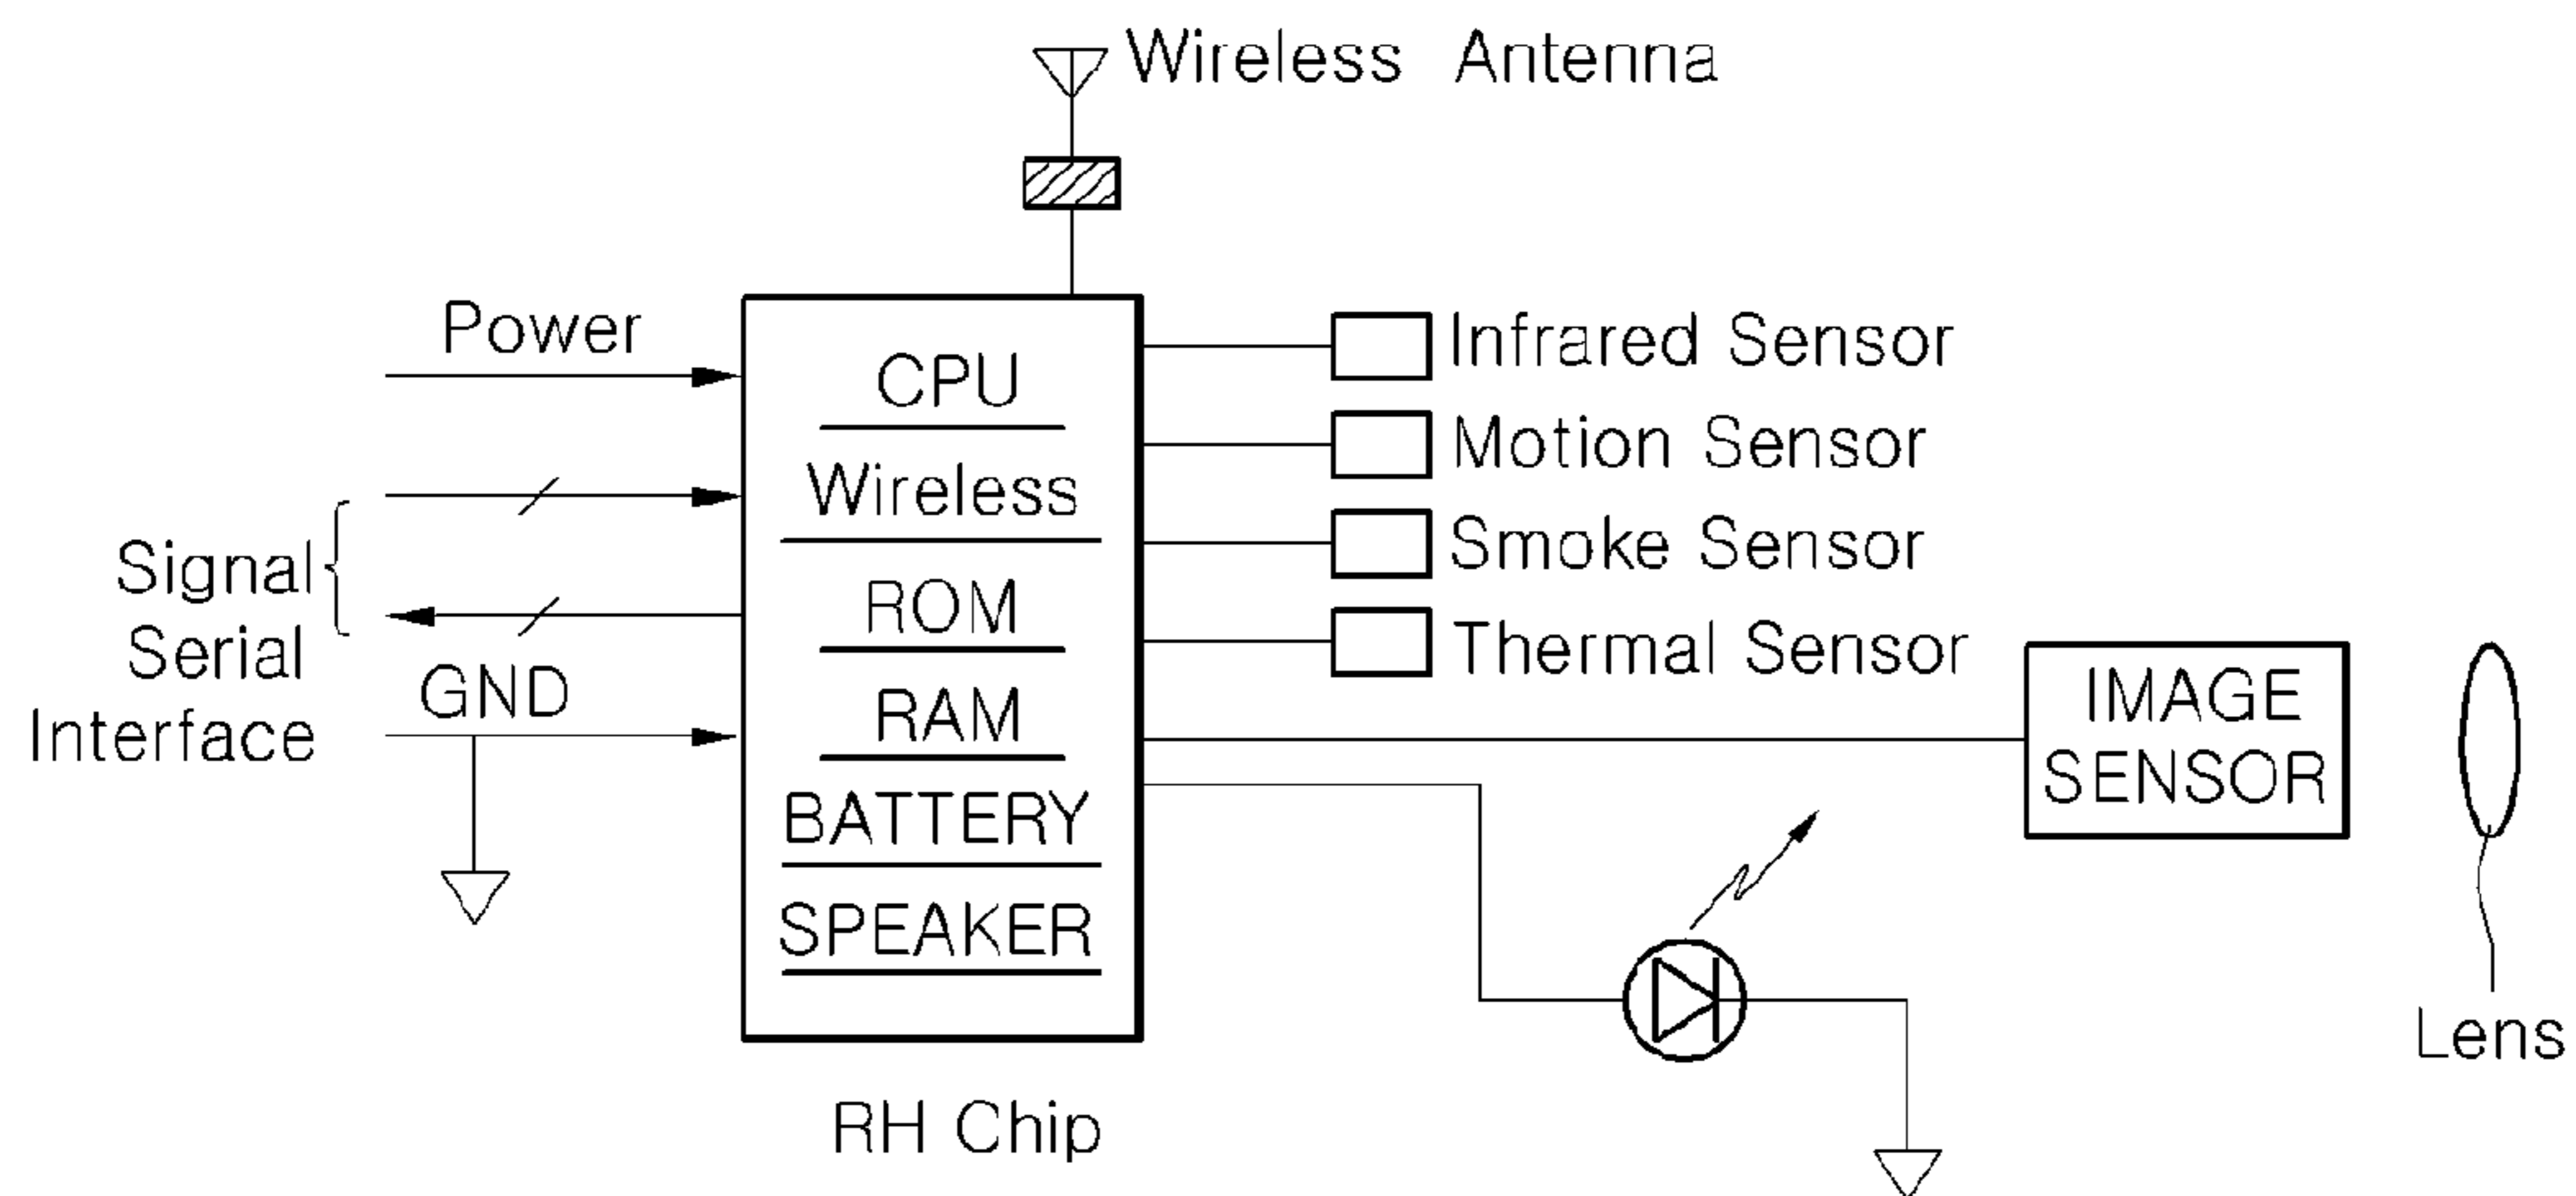 Wireless Antenna
Power
Signal
Serial
Interface
GND
CPU
Wireless
ROM
RAM
BATTERY
SPEAKER
RH Chip
Infrared Sensor
Motion Sensor
Smoke Sensor
Thermal Sensor
IMAGE
SENSOR
Lens